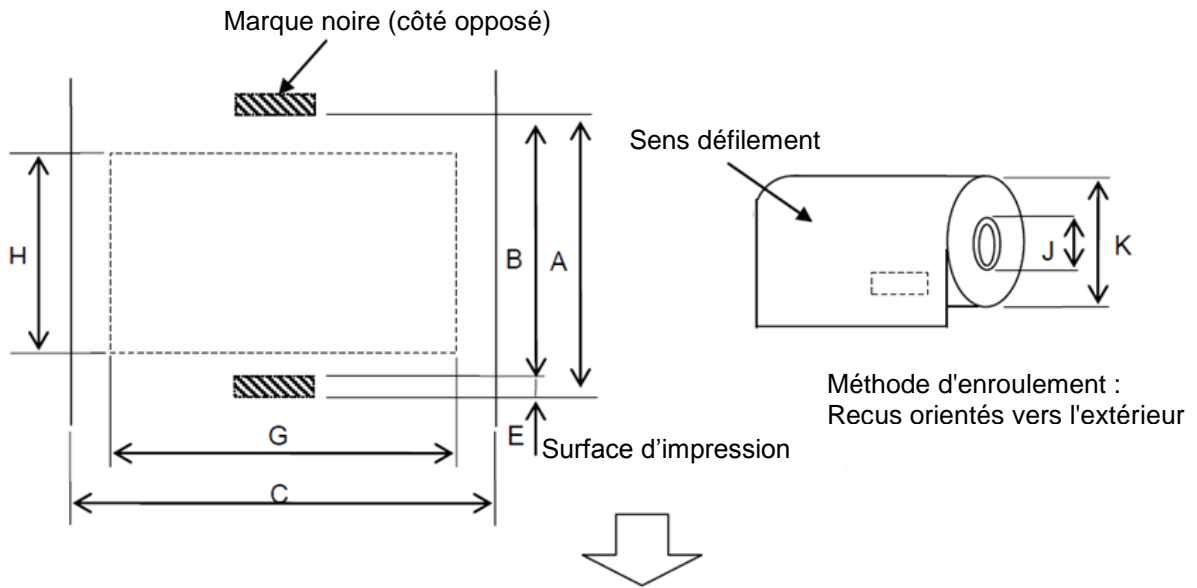 Marque noire (côté opposé)
Sens défilement
H
B
A
J
K
Méthode d'enroulement :
Recus orientés vers l'extérieur
G
E
Surface d'impression
C